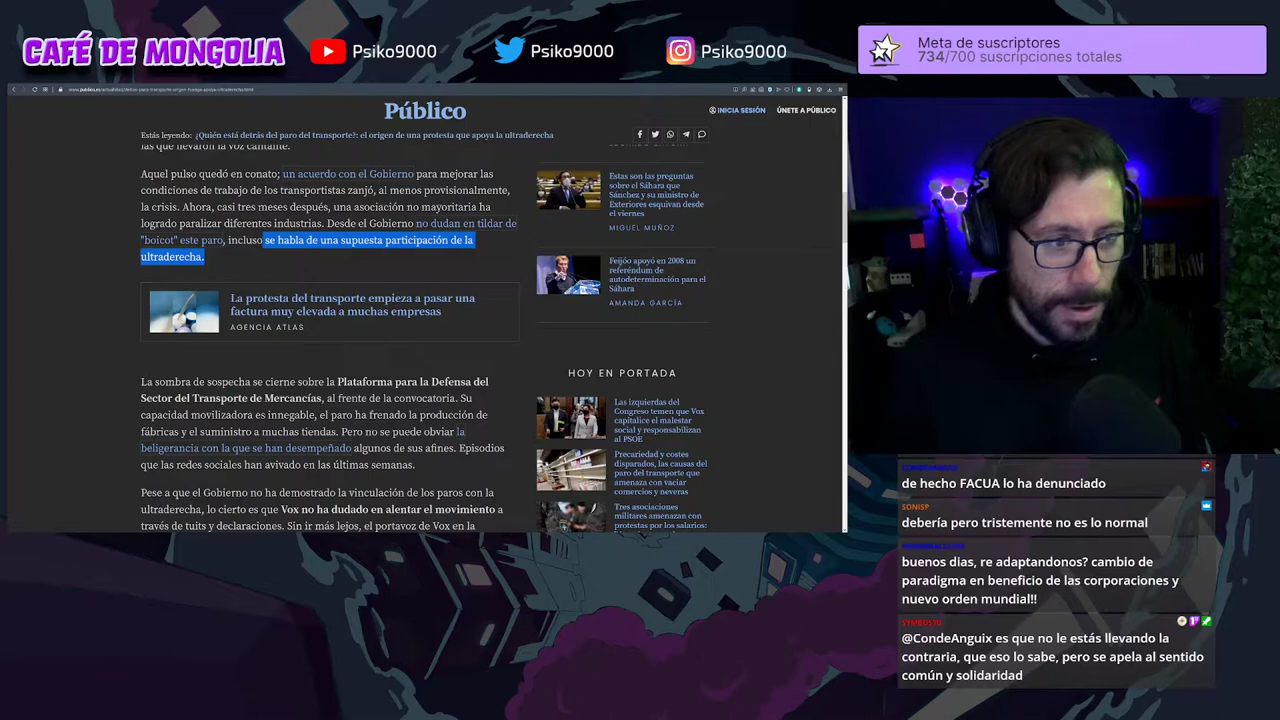 CAFÉ DE MONGOLIA
Psiko9000
Psiko9000
Psiko9000
Meta de suscriptores
734/700 suscripciones totales
Público
INICIA SESIÓN
ÚNETE A PÚBLICO
Estás leyendo: ¿Quién está detrás del paro del transporte?: el origen de una protesta que apoya la ultraderecha
las que llevaron la voz cantante.
Aquel pulso quedó en conato; un acuerdo con el Gobierno para mejorar las
condiciones de trabajo de los transportistas zanjó, al menos provisionalmente,
la crisis. Ahora, casi tres meses después, una asociación no mayoritaria ha
logrado paralizar diferentes industrias. Desde el Gobierno no dudan en tildar de
"boicot" este paro, incluso se habla de una supuesta participación de la
ultraderecha.
La protesta del transporte empieza a pasar una
factura muy elevada a muchas empresas
AGENCIA ATLAS
La sombra de sospecha se cierne sobre la Plataforma para la Defensa del
Sector del Transporte de Mercancías, al frente de la convocatoria. Su
capacidad movilizadora es innegable, el paro ha frenado la producción de
fábricas y el suministro a muchas tiendas. Pero no se puede obviar la
beligerancia con la que se han desempeñado algunos de sus afines. Episodios
que las redes sociales han avivado en las últimas semanas.
Pese a que el Gobierno no ha demostrado la vinculación de los paros con la
ultraderecha, lo cierto es que Vox no ha dudado en alentar el movimiento a
través de tuits y declaraciones. Sin ir más lejos, el portavoz de Vox en la
Estas son las preguntas
sobre el Sáhara que
Sánchez y su ministro de
Exteriores esquivan desde
el viernes
MIGUEL MUÑOZ
Feijóo apoyó en 2008 un
referéndum de
autodeterminación para el
Sáhara
AMANDA GARCÍA
HOY EN PORTADA
Las izquierdas del
Congreso temen que Vox
capitalice el malestar
social y responsabilizan
al PSOE
Precariedad y costes
disparados, las causas del
paro del transporte que
amenaza con vaciar
comercios y neveras
Tres asociaciones
militares amenazan con
protestas por los salarios:
de hecho FACUA lo ha denunciado
SONISP
debería pero tristemente no es lo normal
buenos dias, re adaptandonos? cambio de
paradigma en beneficio de las corporaciones y
nuevo orden mundial!!
@CondeAnguix es que no le estás llevando la
contraria, que eso lo sabe, pero se apela al sentido
común y solidaridad